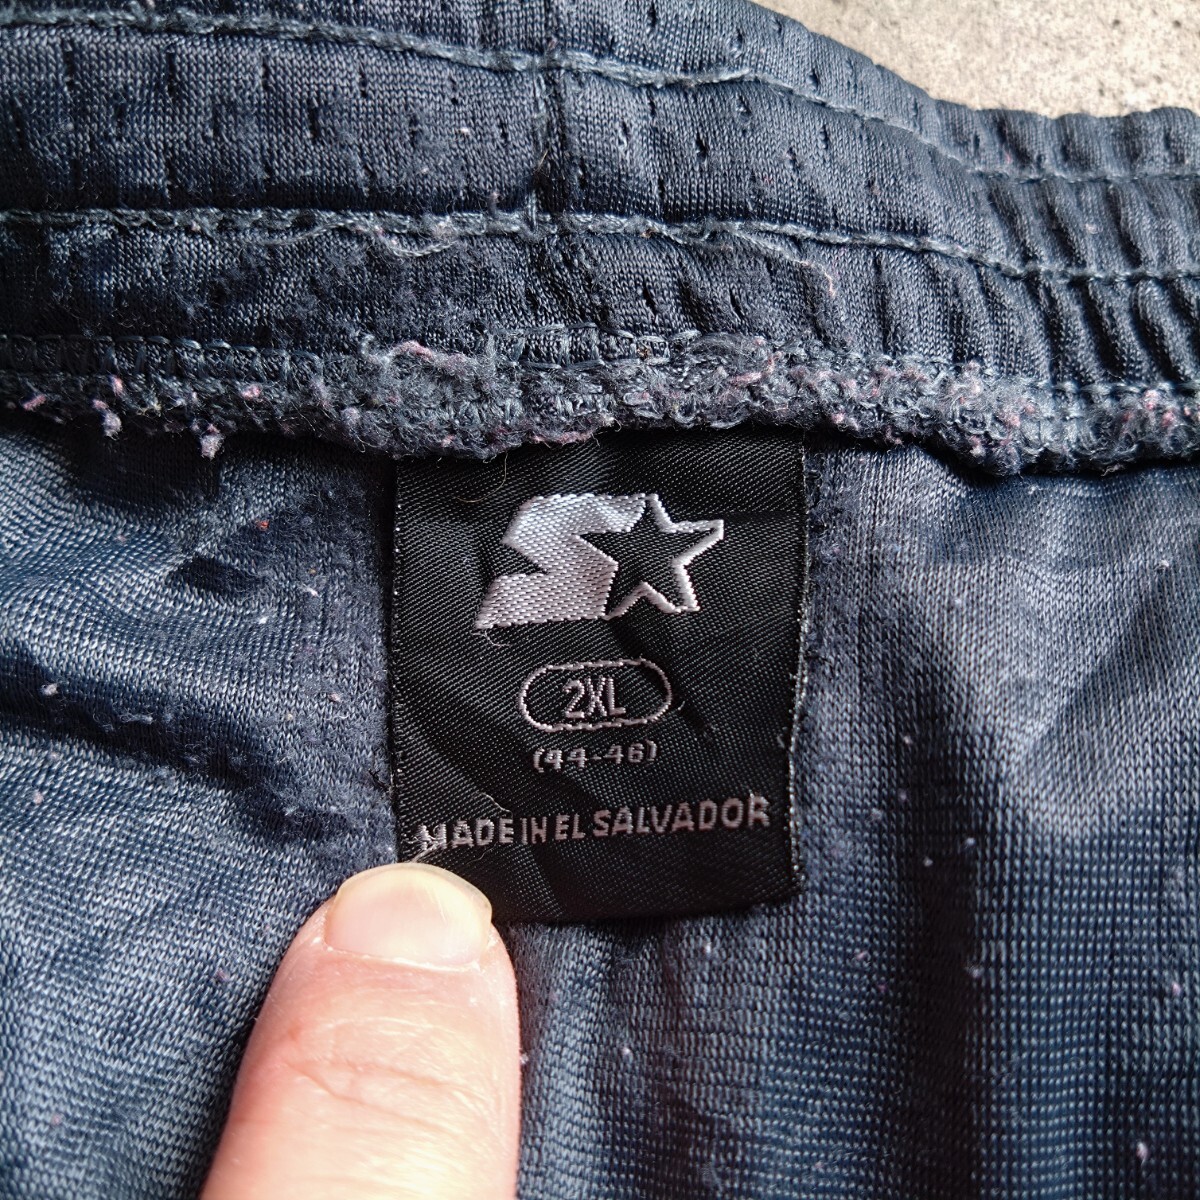 2XL
(44-46)
MADE IN EL SALVADOR